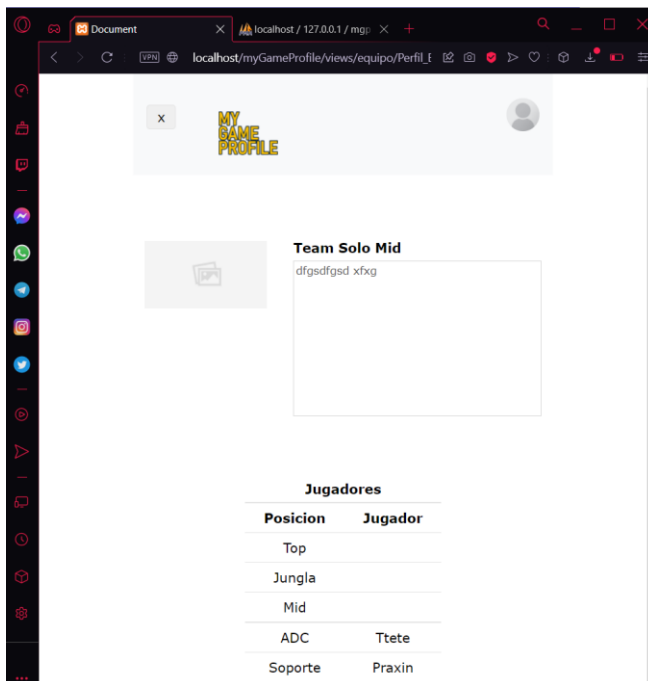 Document
localhost / 127.0.0.1 / mgp
VPN localhost/myGameProfile/views/equipo/Perfil_E
x
MY
GAME
PROFILE
Team Solo Mid
dfgsdfgsd xfxg
Jugadores
Posicion Jugador
Top
Jungla
Mid
ADC Ttete
Soporte Praxin